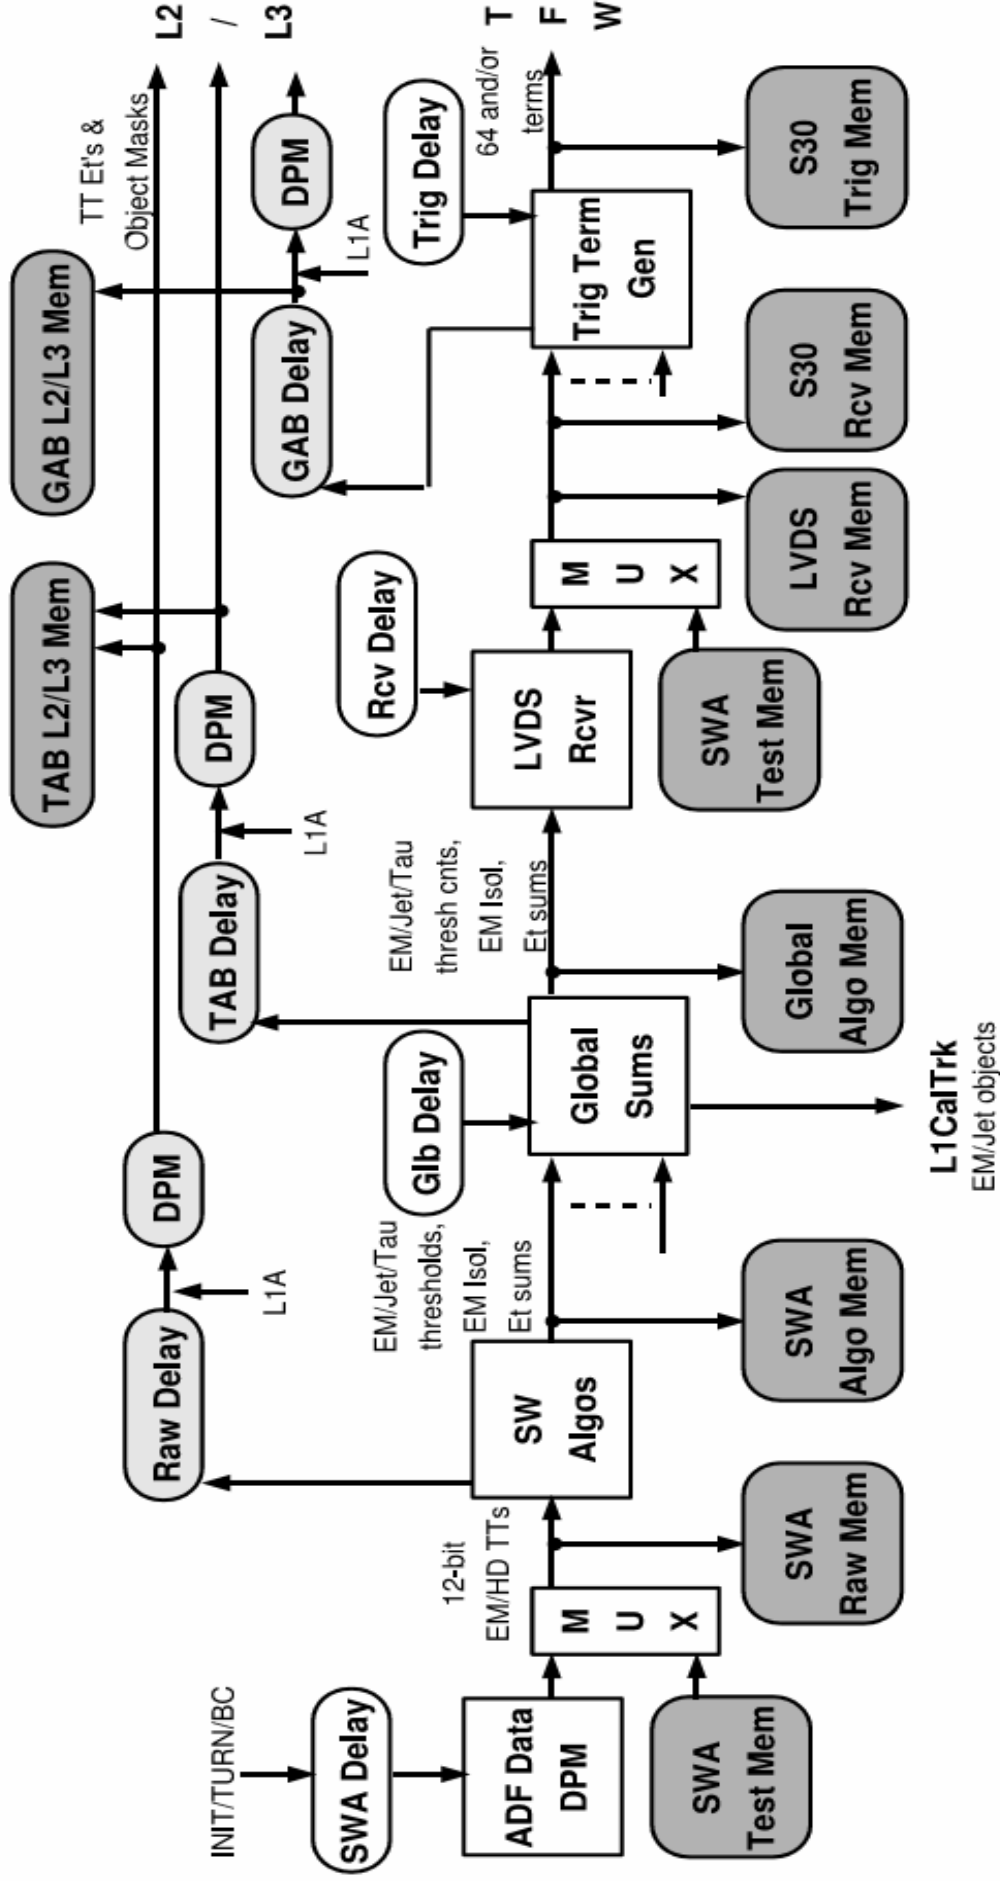 INIT/TURN/BC
SWA Delay
ADF Data
DPM
SWA
Test Mem
M
U
X
12-bit
EM/HD TTs
SWA
Raw Mem
SW
Algos
Raw Delay
L1A
DPM
SWA
Algo Mem
EM/Jet/Tau
thresholds,
EM Isol,
Et sums
Glb Delay
Global
Sums
L1CalTrk
EM/Jet objects
TAB Delay
L1A
DPM
TAB L2/L3 Mem
Global
Algo Mem
EM/Jet/Tau
thresh cnts,
EM Isol,
Et sums
Rcv Delay
LVDS
Rcvr
SWA
Test Mem
M
U
X
LVDS
Rcv Mem
S30
Rcv Mem
GAB L2/L3 Mem
GAB Delay
L1A
DPM
Trig Delay
Trig Term
Gen
S30
Trig Mem
TT Et's &
Object Masks
64 and/or
terms
L2
/
L3
T
F
W